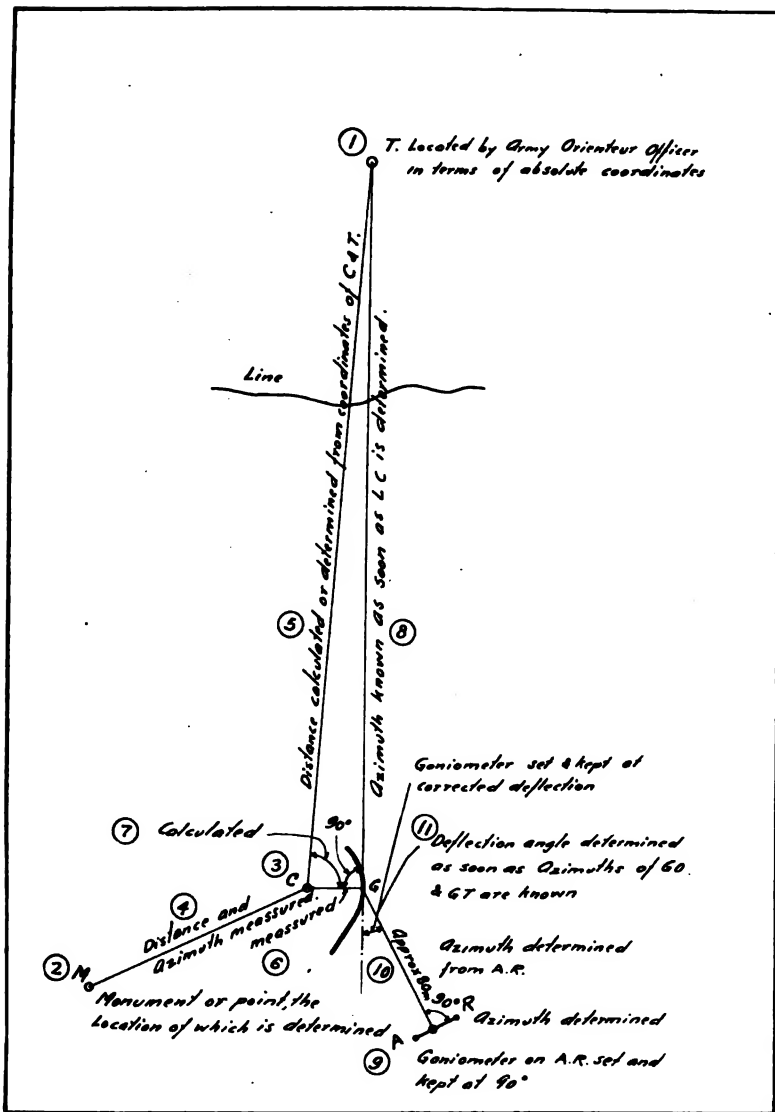 ① T. Located by Army Orienteur Officer
in terms of absolute coordinates
Distance calculated or determined from coordinates of C & T.
Line
Azimuth known as soon as LC is determined.
⑤
⑧
Goniometer set & kept at
corrected deflection
⑦ Calculated
90°
⑪ Deflection angle determined
as soon as Azimuths of GO
& GT are known
③
C
G
④
Distance and
Azimuth meassured.
meassured
⑥
② M
Monument or point, the
Location of which is determined
⑩
Approx 80m
Azimuth determined
from A.R.
90°
R
Azimuth determined
A
⑨ Goniometer on A.R. set and
kept at 90°